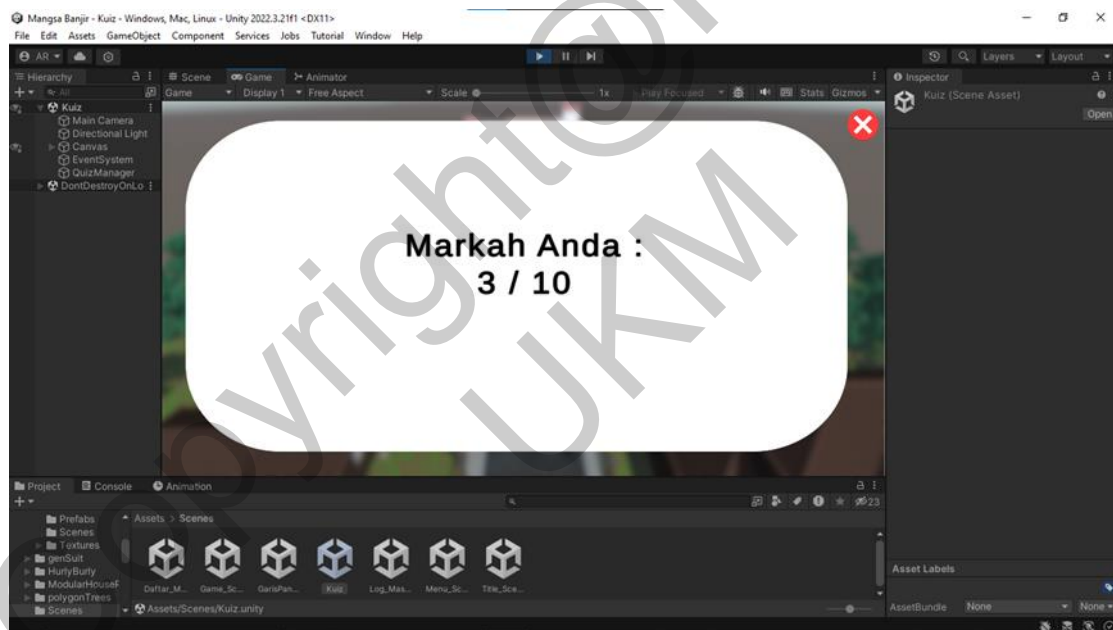 Mangsa Banjir - Kuiz - Windows, Mac, Linux - Unity 2022.3.21f1 <DX11>
File Edit Assets GameObject Component Services Jobs Tutorial Window Help
AR Layers Layout
Hierarchy Scene Game Animator Inspector
All Game Display 1 Free Aspect Scale 1x Play Focused Stats Gizmos
Kuiz (Scene Asset)
Open
Kuiz
Main Camera
Directional Light
Canvas
EventSystem
QuizManager
DontDestroyOnLo
Markah Anda :
3 / 10
Project Console Animation
23
Prefabs
Scenes
Textures
genSuit
HurlyBurly
ModularHouseP
polygonTrees
Scenes
Assets > Scenes
Daftar_M... Game_Sc... GarisPan... Kuiz Log_Mas... Menu_Sc... Title_Sce...
Assets/Scenes/Kuiz.unity
Asset Labels
AssetBundle None None
Copyright@
UKM